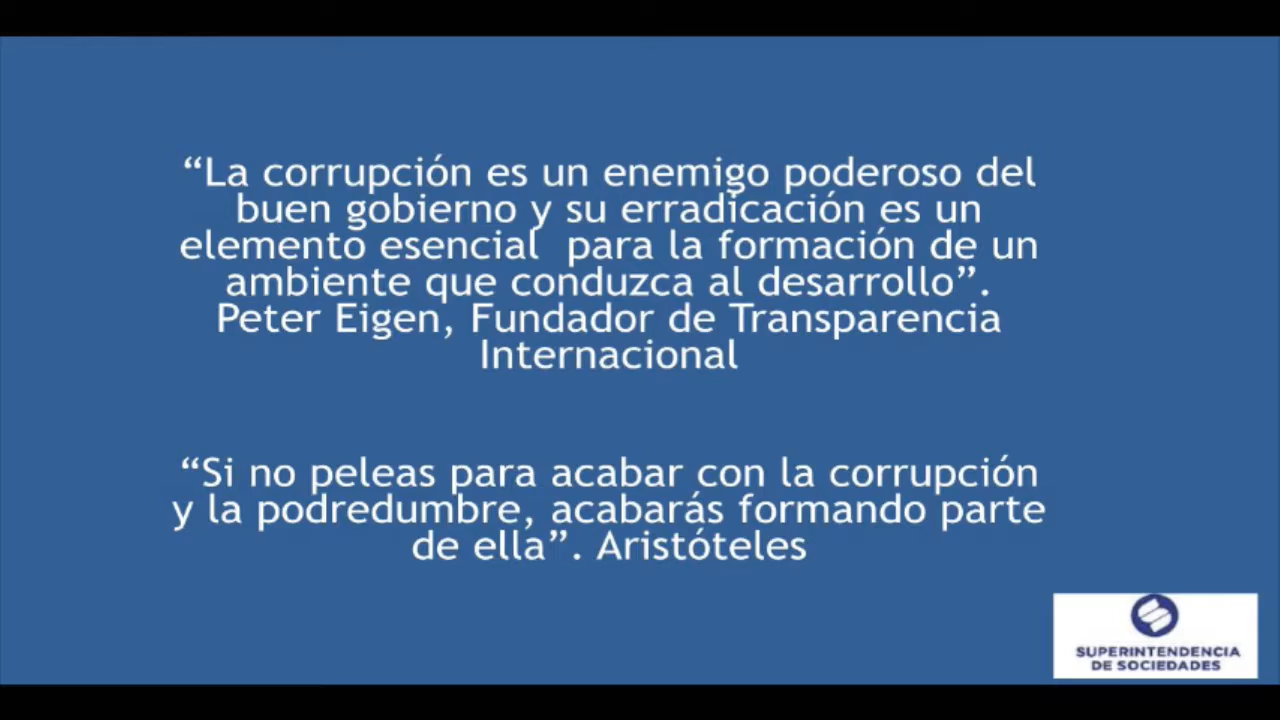 “La corrupción es un enemigo poderoso del
buen gobierno y su erradicación es un
elemento esencial  para la formación de un
ambiente que conduzca al desarrollo”.
Peter Eigen, Fundador de Transparencia
Internacional
“Si no peleas para acabar con la corrupción
y la podredumbre, acabarás formando parte
de ella”. Aristóteles
SUPERINTENDENCIA
DE SOCIEDADES